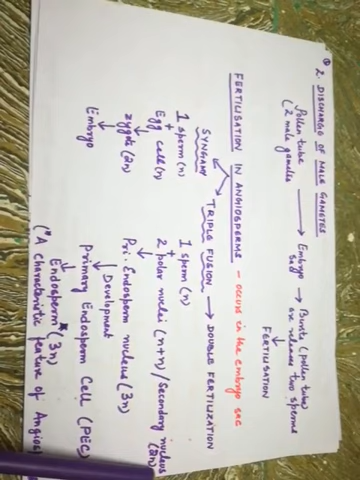 2. DISCHARGE OF MALE GAMETES
Pollen tube → Embryo sac → Bursts (pollen tube)
(2 male gametes & releases two sperms
↓
FERTILISATION
FERTILISATION IN ANGIOSPERMS - occurs in the embryo sac
SYNGAMY TRIPLE FUSION → DOUBLE FERTILIZATION
1 sperm (n) 1 sperm (n)
+ +
Egg cell (n) 2 polar nuclei (n+n) / Secondary nucleus (2n)
↓ ↓
zygote (2n) Pri. Endosperm nucleus (3n)
↓ ↓ Development
Embryo Primary Endosperm Cell (PEC)
↓
Endosperm* (3n)
(*A characteristic feature of Angios